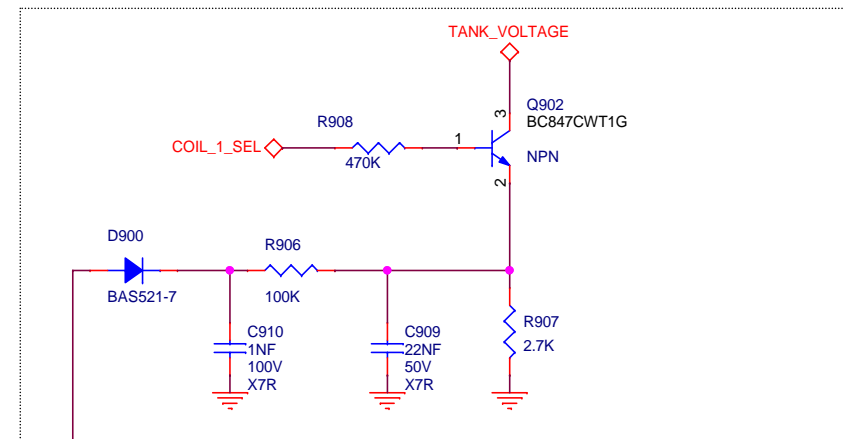 TANK_VOLTAGE
3
Q902
BC847CWT1G
R908
COIL_1_SEL
1
470K
NPN
2
D900
R906
BAS521-7
100K
C910
1NF
100V
X7R
C909
22NF
50V
X7R
R907
2.7K